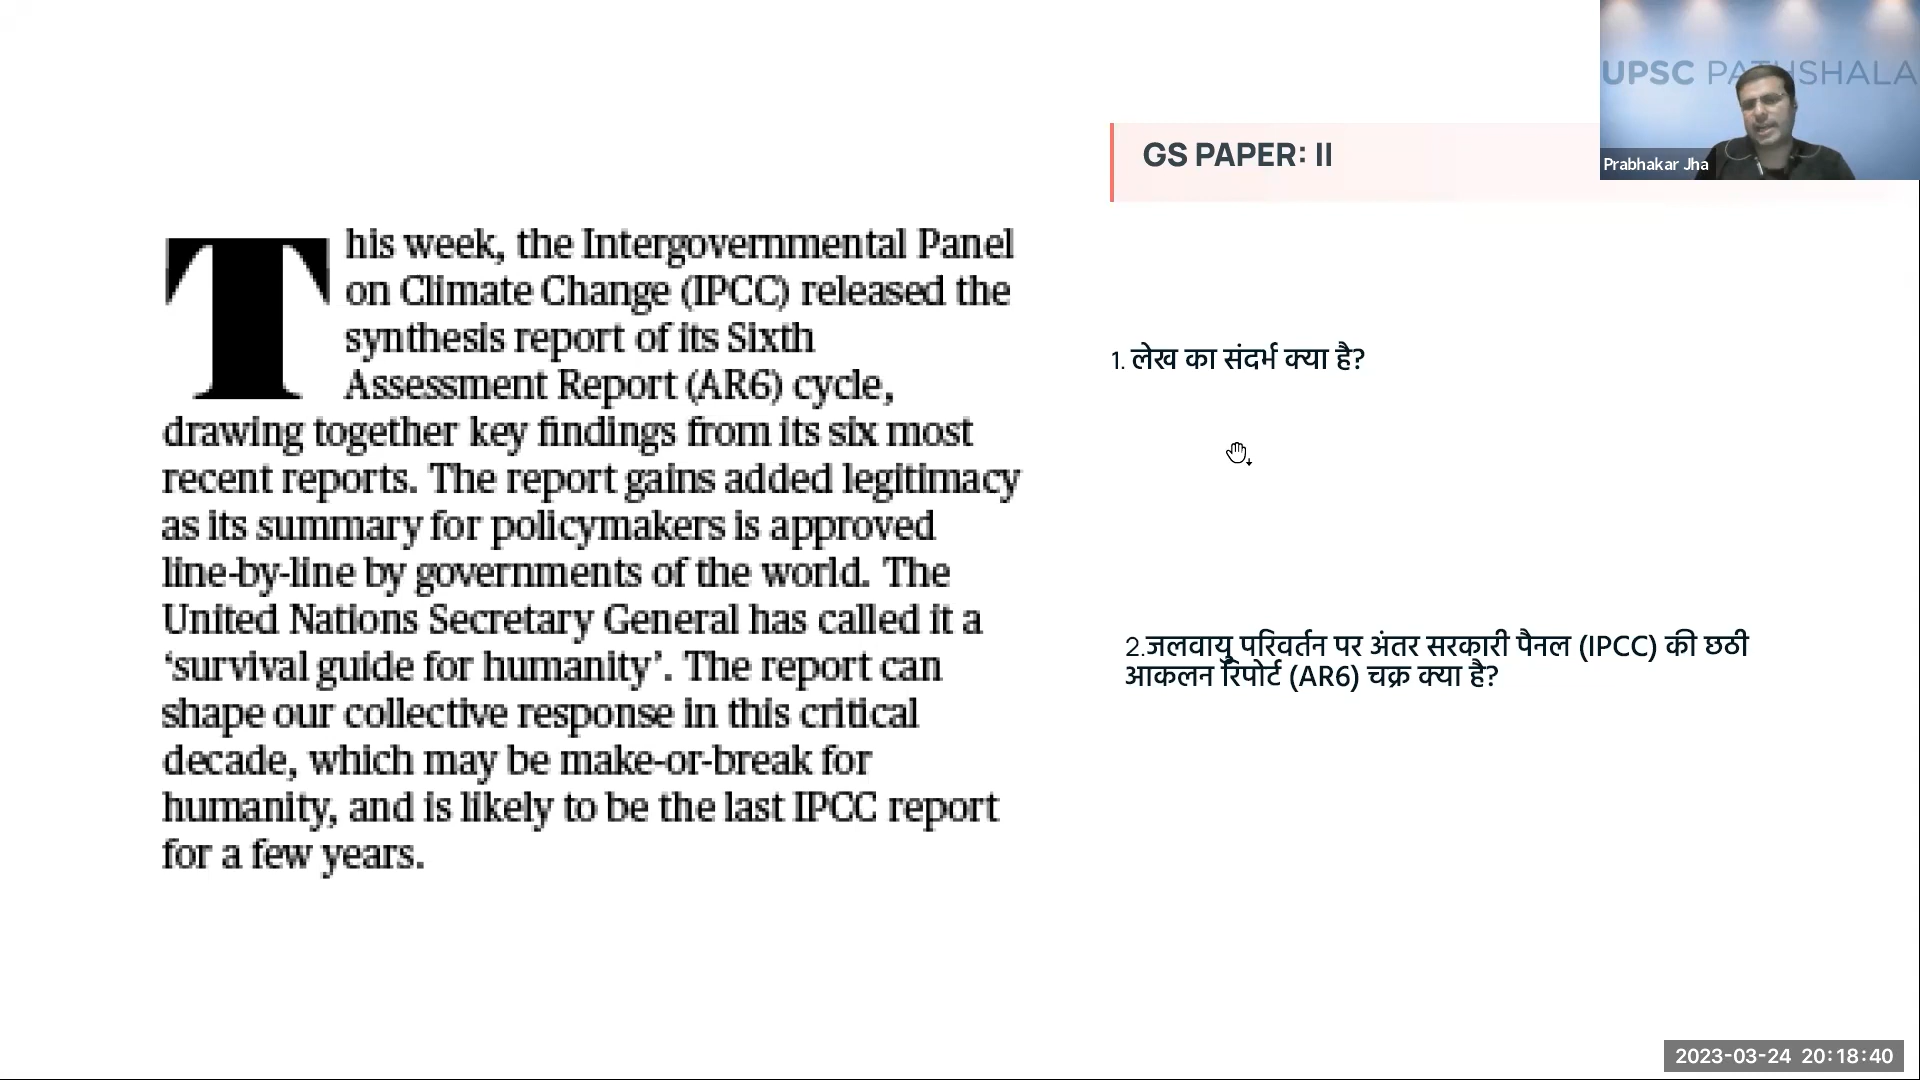 UPSC PATHSHALA
Prabhakar Jha
GS PAPER: II
This week, the Intergovernmental Panel
on Climate Change (IPCC) released the
synthesis report of its Sixth
Assessment Report (AR6) cycle,
drawing together key findings from its six most
recent reports. The report gains added legitimacy
as its summary for policymakers is approved
line-by-line by governments of the world. The
United Nations Secretary General has called it a
‘survival guide for humanity’. The report can
shape our collective response in this critical
decade, which may be make-or-break for
humanity, and is likely to be the last IPCC report
for a few years.
1. लेख का संदर्भ क्या है?
2.जलवायु परिवर्तन पर अंतर सरकारी पैनल (IPCC) की छठी
आकलन रिपोर्ट (AR6) चक्र क्या है?
2023-03-24 20:18:40